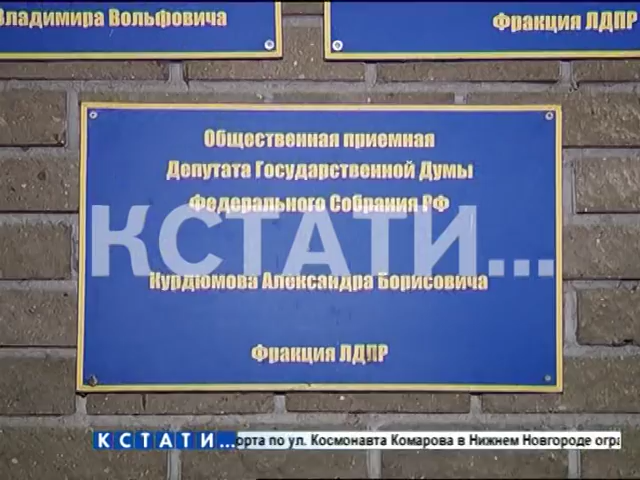 Владимира Вольфовича
Фракция ЛДПР
Общественная приемная
Депутата Государственной Думы
Федерального Собрания РФ
КСТАТИ...
Курдюмова Александра Борисовича
Фракция ЛДПР
КСТАТИ... орта по ул. Космонавта Комарова в Нижнем Новгороде огра